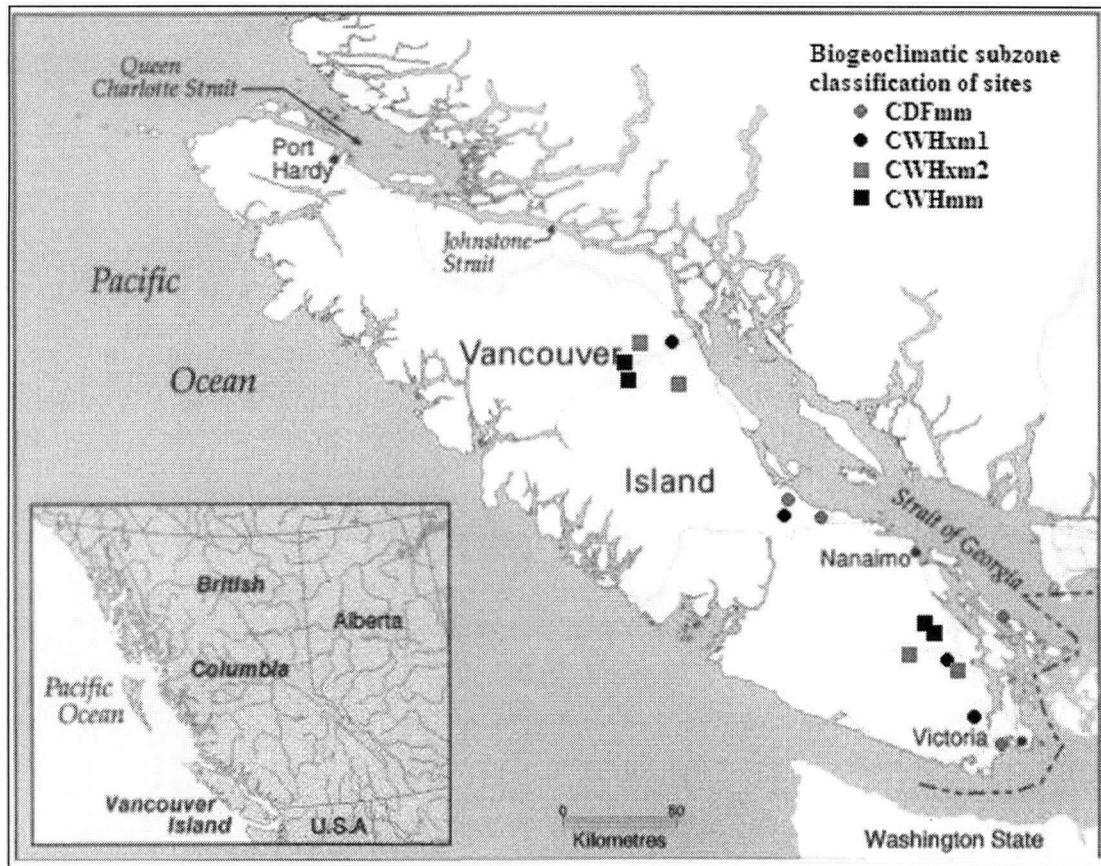 Biogeoclimatic subzone
classification of sites
CDFmm
CWHxm1
CWHxm2
CWHmm
Queen
Charlotte Strait
Port
Hardy
Johnstone
Strait
Pacific
Ocean
Vancouver
Island
Strait of Georgia
Nanaimo
Victoria
British
Columbia
Alberta
Pacific
Ocean
Vancouver
Island
U.S.A
0 50
Kilometres
Washington State